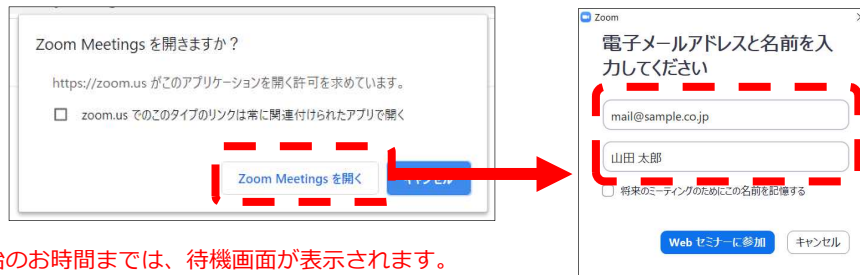 Zoom Meetings を開きますか？
https://zoom.us がこのアプリケーションを開く許可を求めています。
zoom.us でのこのタイプのリンクは常に関連付けられたアプリで開く
Zoom Meetings を開く
キャンセル
Zoom
電子メールアドレスと名前を入
力してください
mail@sample.co.jp
山田 太郎
将来のミーティングのためにこの名前を記憶する
Web セミナーに参加
キャンセル
のお時間までは、待機画面が表示されます。